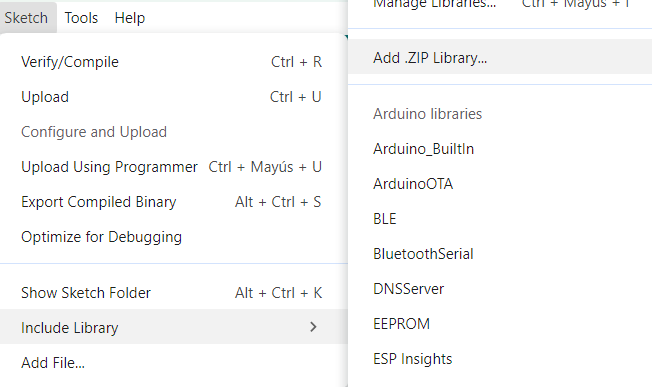 Sketch Tools Help
Verify/Compile Ctrl + R
Upload Ctrl + U
Configure and Upload
Upload Using Programmer Ctrl + Mayús + U
Export Compiled Binary Alt + Ctrl + S
Optimize for Debugging
Show Sketch Folder Alt + Ctrl + K
Include Library
Add File...
Manage Libraries... Ctrl + Mayús + I
Add .ZIP Library...
Arduino libraries
Arduino_BuiltIn
ArduinoOTA
BLE
BluetoothSerial
DNSServer
EEPROM
ESP Insights